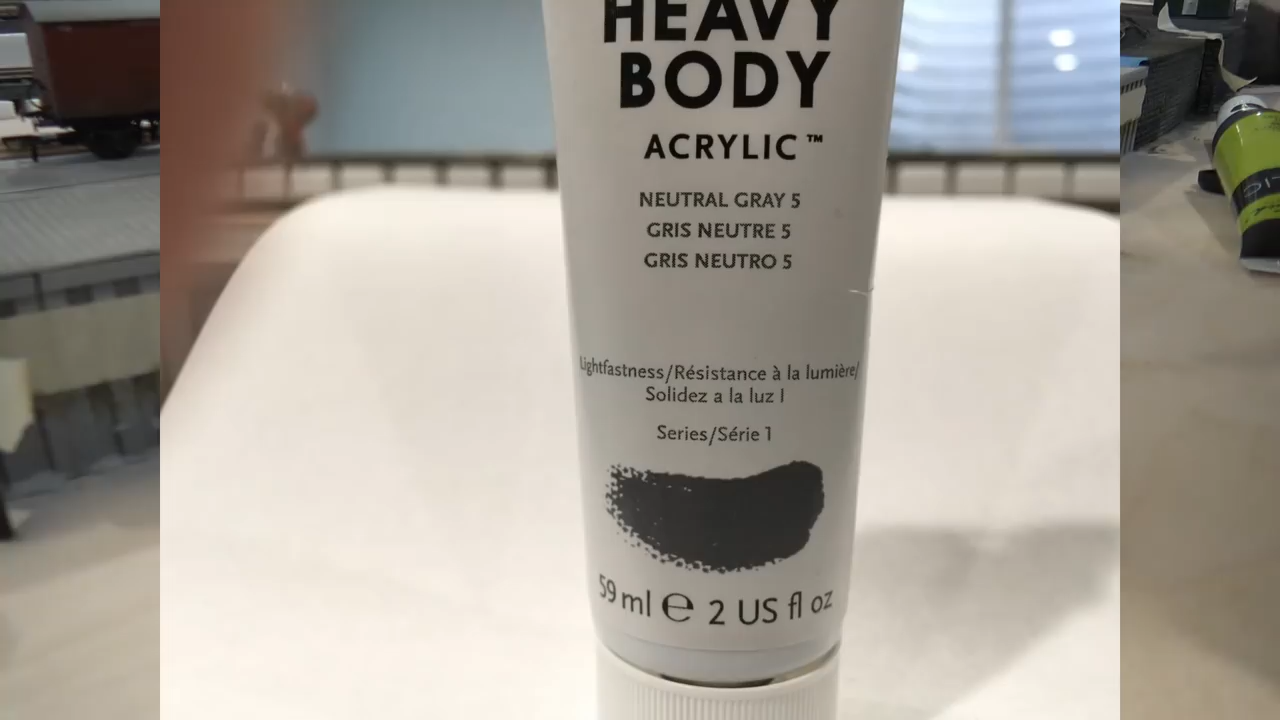 HEAVY
BODY
ACRYLIC™
NEUTRAL GRAY 5
GRIS NEUTRE 5
GRIS NEUTRO 5
Lightfastness/Résistance à la lumière/
Solidez a la luz I
Series/Série 1
59 ml ℮ 2 US fl oz